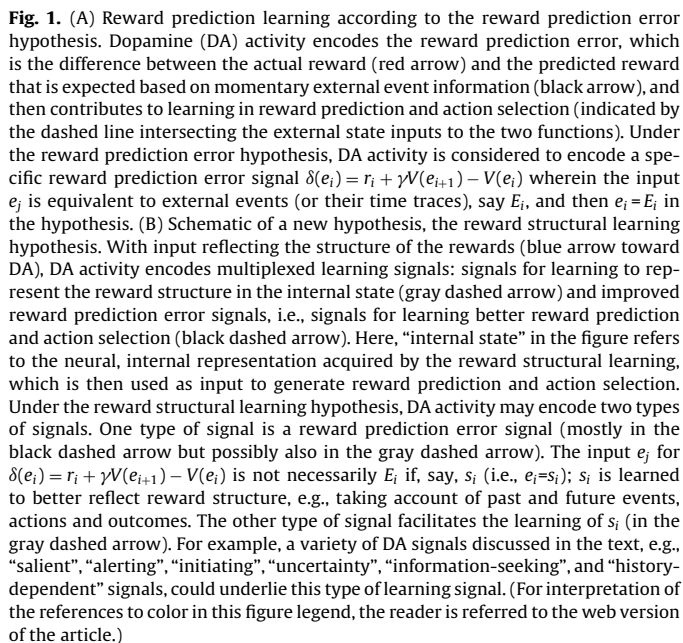 Fig. 1. (A) Reward prediction learning according to the reward prediction error
hypothesis. Dopamine (DA) activity encodes the reward prediction error, which
is the difference between the actual reward (red arrow) and the predicted reward
that is expected based on momentary external event information (black arrow), and
then contributes to learning in reward prediction and action selection (indicated by
the dashed line intersecting the external state inputs to the two functions). Under
the reward prediction error hypothesis, DA activity is considered to encode a spe-
cific reward prediction error signal δ(eᵢ) = rᵢ + γV(eᵢ₊₁) − V(eᵢ) wherein the input
eⱼ is equivalent to external events (or their time traces), say Eᵢ, and then eᵢ = Eᵢ in
the hypothesis. (B) Schematic of a new hypothesis, the reward structural learning
hypothesis. With input reflecting the structure of the rewards (blue arrow toward
DA), DA activity encodes multiplexed learning signals: signals for learning to rep-
resent the reward structure in the internal state (gray dashed arrow) and improved
reward prediction error signals, i.e., signals for learning better reward prediction
and action selection (black dashed arrow). Here, "internal state" in the figure refers
to the neural, internal representation acquired by the reward structural learning,
which is then used as input to generate reward prediction and action selection.
Under the reward structural learning hypothesis, DA activity may encode two types
of signals. One type of signal is a reward prediction error signal (mostly in the
black dashed arrow but possibly also in the gray dashed arrow). The input eⱼ for
δ(eᵢ) = rᵢ + γV(eᵢ₊₁) − V(eᵢ) is not necessarily Eᵢ if, say, sᵢ (i.e., eᵢ=sᵢ); sᵢ is learned
to better reflect reward structure, e.g., taking account of past and future events,
actions and outcomes. The other type of signal facilitates the learning of sᵢ (in the
gray dashed arrow). For example, a variety of DA signals discussed in the text, e.g.,
"salient", "alerting", "initiating", "uncertainty", "information-seeking", and "history-
dependent" signals, could underlie this type of learning signal. (For interpretation of
the references to color in this figure legend, the reader is referred to the web version
of the article.)